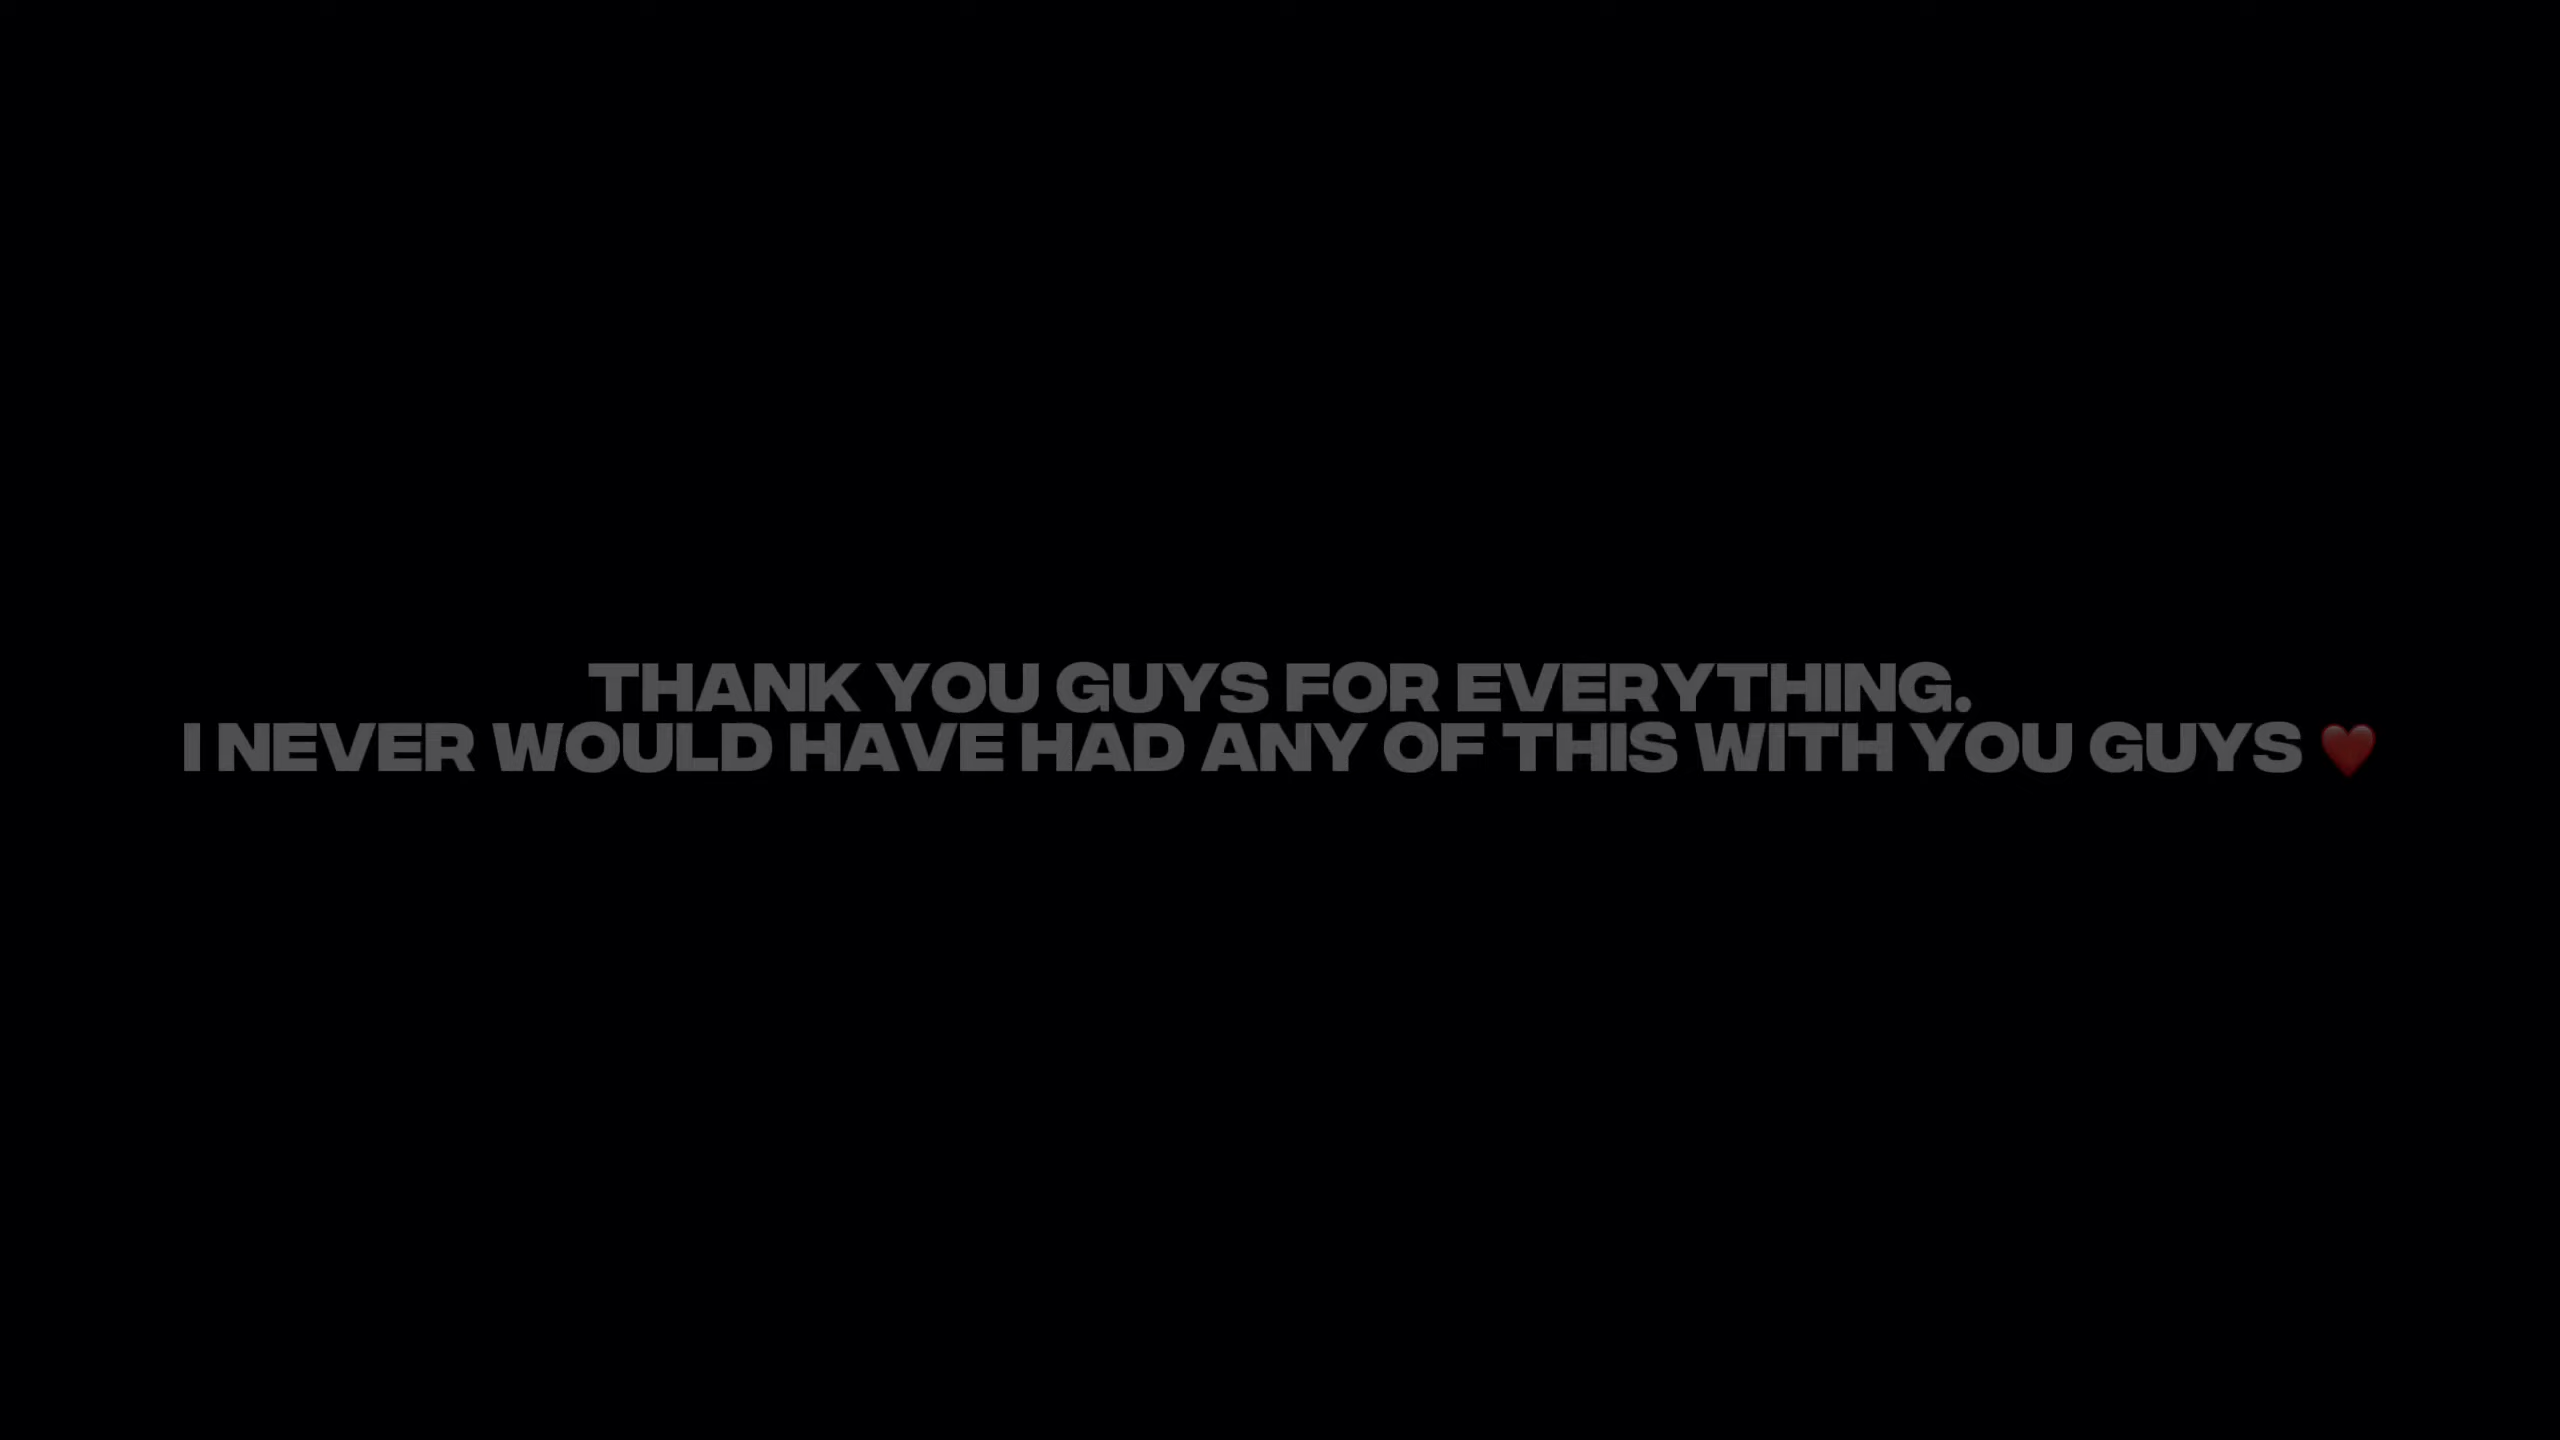 THANK YOU GUYS FOR EVERYTHING.
I NEVER WOULD HAVE HAD ANY OF THIS WITH YOU GUYS ❤️